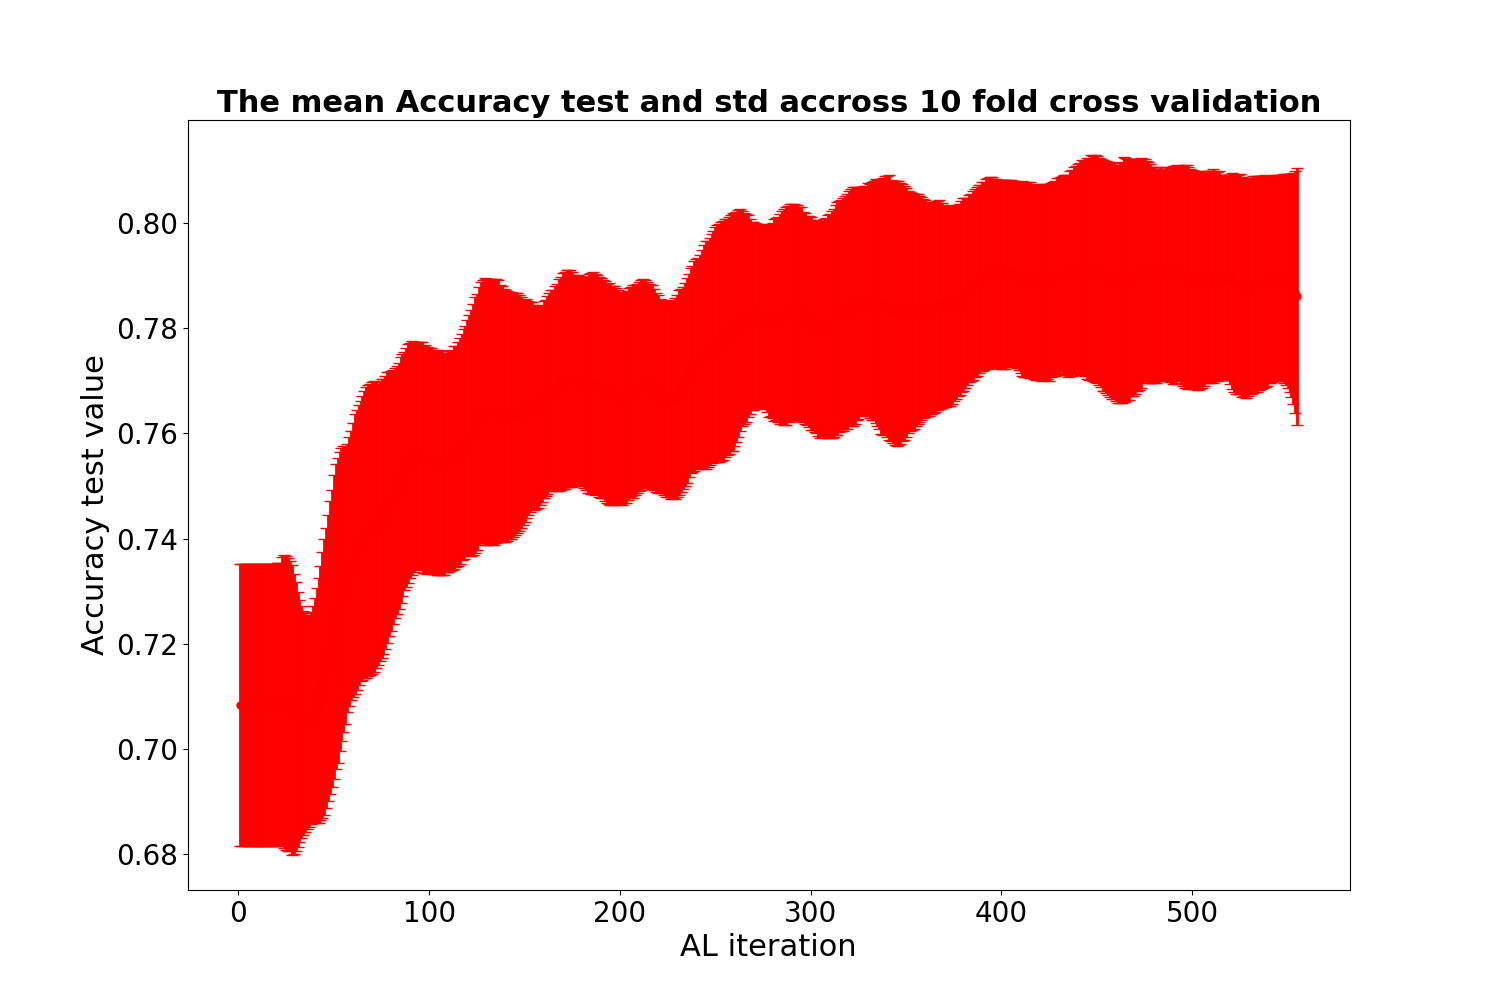 The mean Accuracy test and std accross 10 fold cross validation
0.80
0.78
0.76
0.74
0.72
0.70
0.68
Accuracy test value
0 100 200 300 400 500
AL iteration